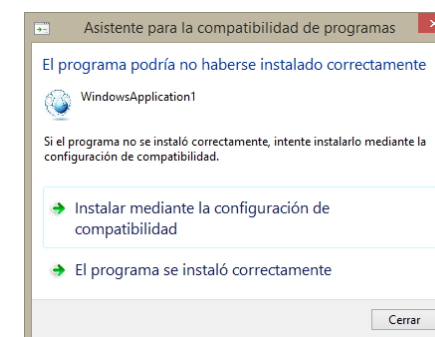 Asistente para la compatibilidad de programas
El programa podría no haberse instalado correctamente
WindowsApplication1
Si el programa no se instaló correctamente, intente instalarlo mediante la
configuración de compatibilidad.
Instalar mediante la configuración de
compatibilidad
El programa se instaló correctamente
Cerrar